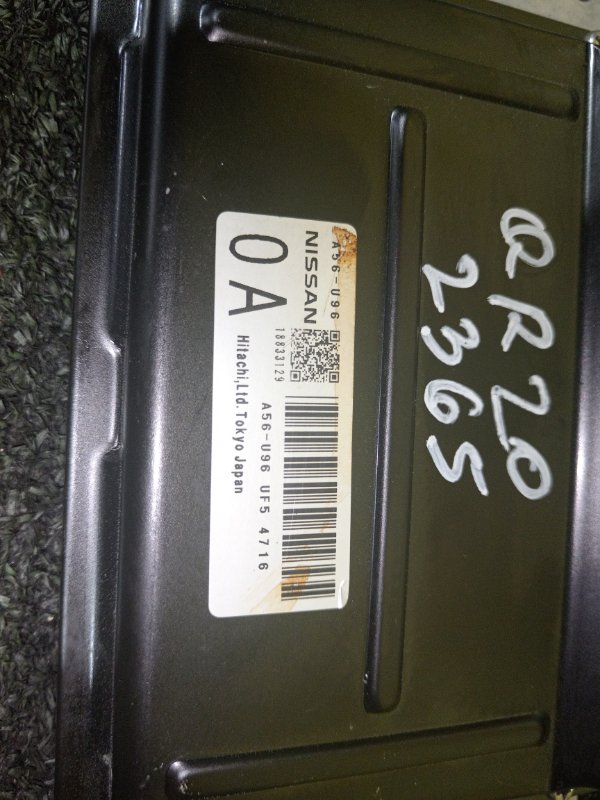 A56-U96
NISSAN
18833129
0A
A56-U96 UF5 4716
Hitachi,Ltd.Tokyo Japan
QR20
2365